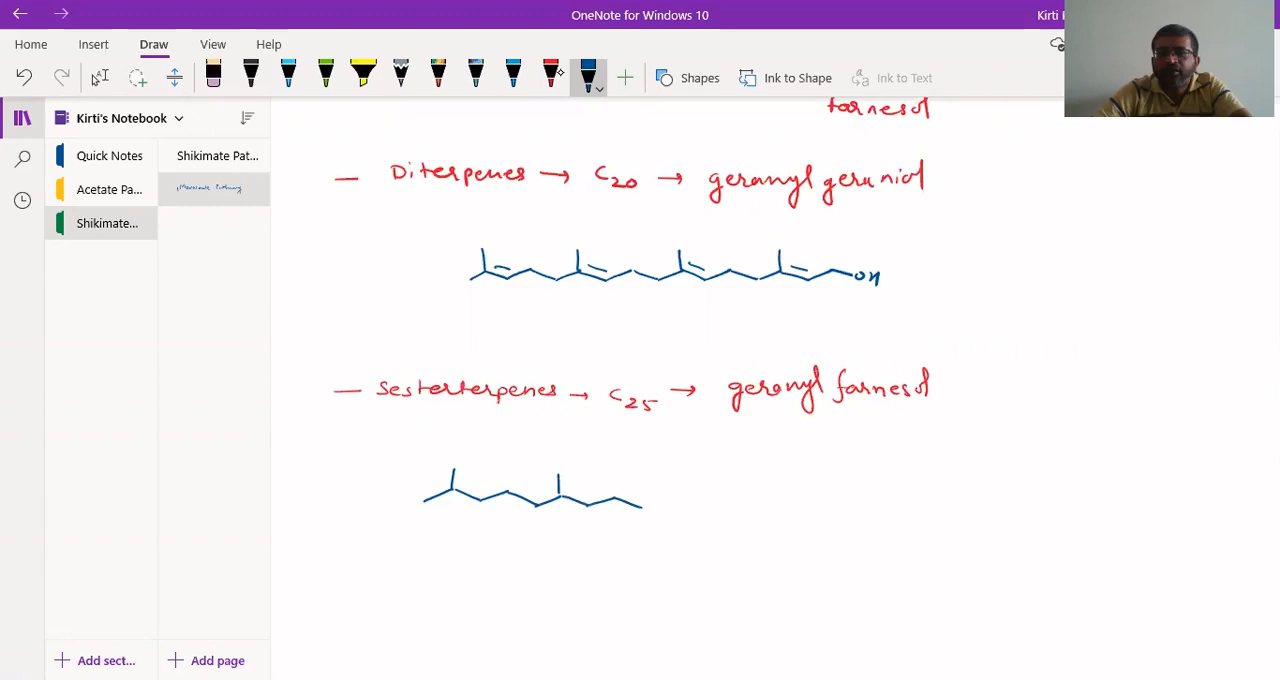 OneNote for Windows 10
Kirti
Home Insert Draw View Help
Shapes Ink to Shape Ink to Text
Kirti's Notebook
Quick Notes
Acetate Pa...
Shikimate...
Shikimate Pat...
farnesol
— Diterpenes → C20 → geranyl geraniol
OH
— Sesterterpenes → C25 → geranyl farnesol
Add sect...
Add page